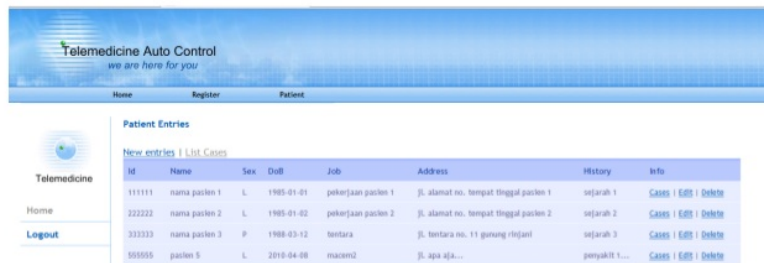 Telemedicine Auto Control
we are here for you
Home Register Patient
Patient Entries
New entries | List Cases
Id Name Sex DoB Job Address History Info
111111 nama pasien 1 L 1985-01-01 pekerjaan pasien 1 jl. alamat no. tempat tinggal pasien 1 sejarah 1 Cases | Edit | Delete
222222 nama pasien 2 L 1985-01-02 pekerjaan pasien 2 jl. alamat no. tempat tinggal pasien 2 sejarah 2 Cases | Edit | Delete
333333 nama pasien 3 P 1988-03-12 tentara jl. tentara no. 11 gunung rinjani sejarah 3 Cases | Edit | Delete
555555 pasien 5 L 2010-04-08 macem2 jl. apa aja... penyakit 1... Cases | Edit | Delete
Telemedicine
Home
Logout